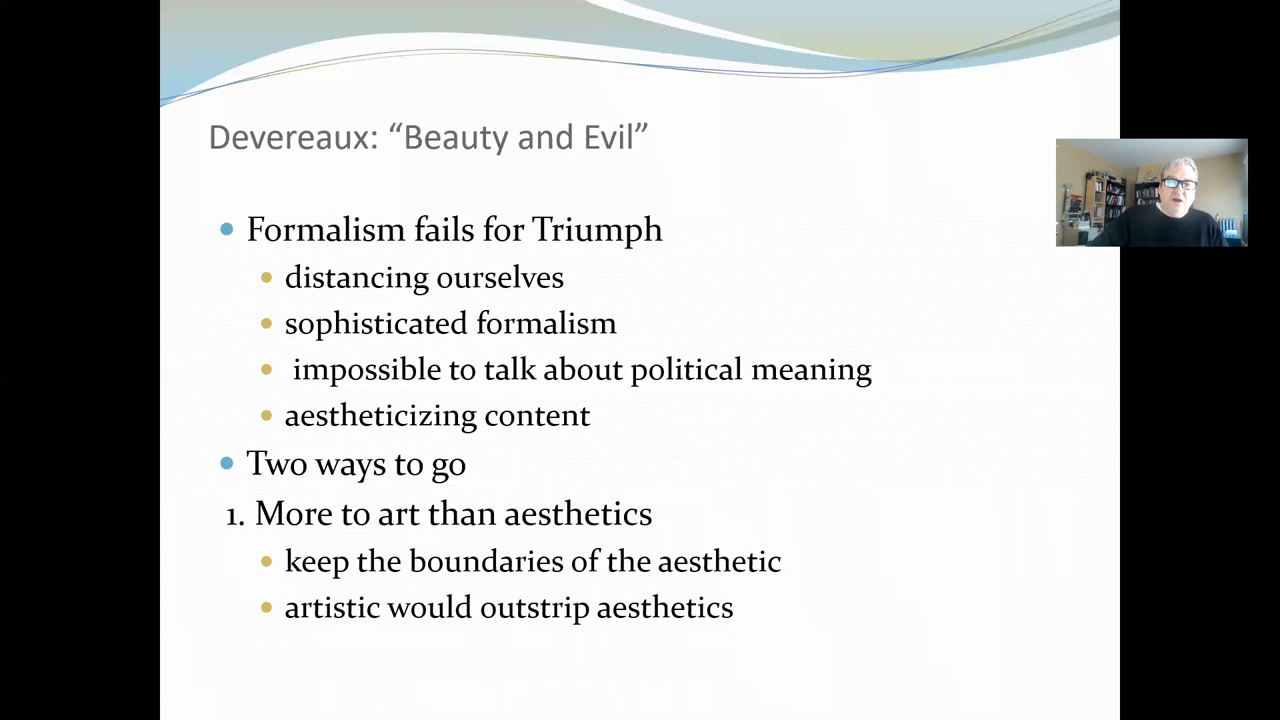 Devereaux: “Beauty and Evil”
• Formalism fails for Triumph
• distancing ourselves
• sophisticated formalism
• impossible to talk about political meaning
• aestheticizing content
• Two ways to go
1. More to art than aesthetics
• keep the boundaries of the aesthetic
• artistic would outstrip aesthetics